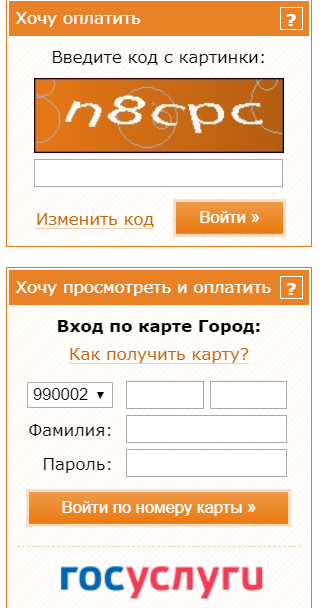 Хочу оплатить ?
Введите код с картинки:
n8cpc
Изменить код Войти »
Хочу просмотреть и оплатить ?
Вход по карте Город:
Как получить карту?
990002 ▼
Фамилия:
Пароль:
Войти по номеру карты »
госуслуги